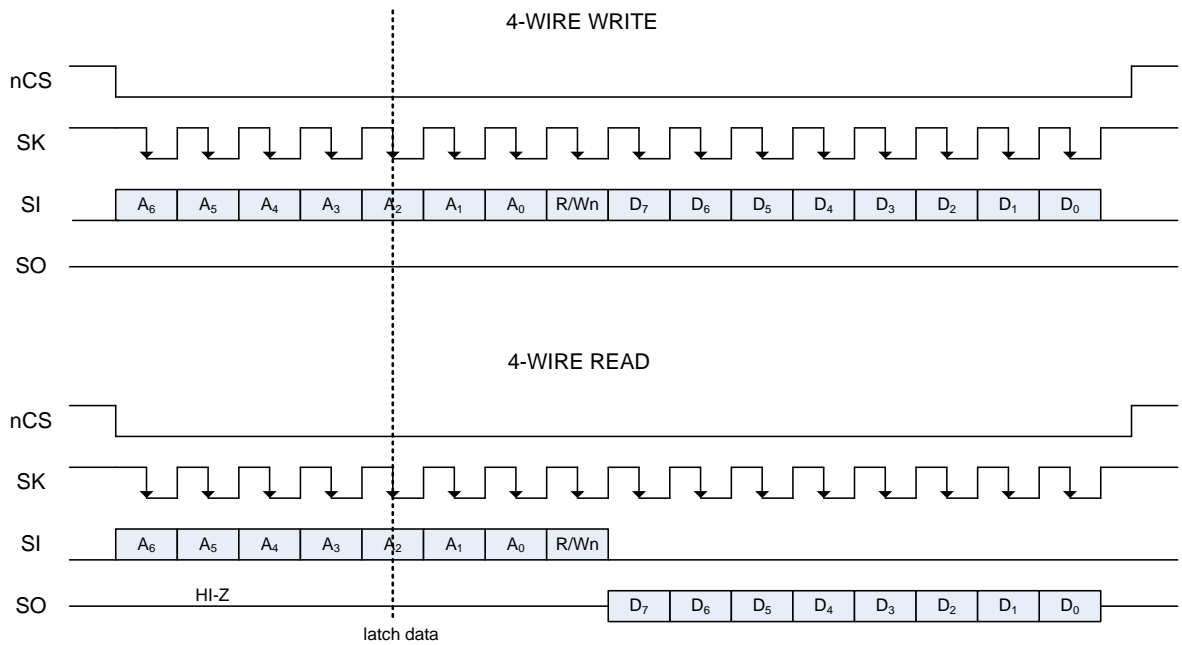 4-WIRE WRITE
nCS
SK
SI A₆ A₅ A₄ A₃ A₂ A₁ A₀ R/Wn D₇ D₆ D₅ D₄ D₃ D₂ D₁ D₀
SO
4-WIRE READ
nCS
SK
SI A₆ A₅ A₄ A₃ A₂ A₁ A₀ R/Wn
SO HI-Z D₇ D₆ D₅ D₄ D₃ D₂ D₁ D₀
latch data